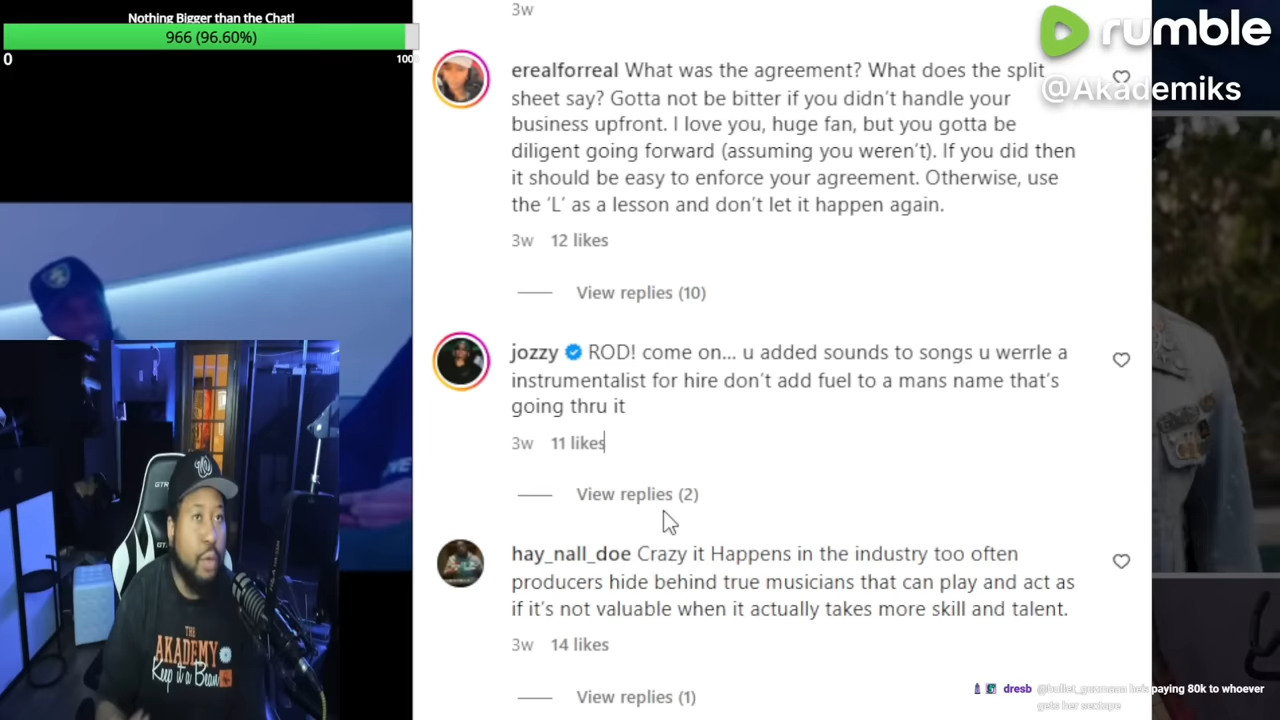 Nothing Bigger than the Chat!
966 (96.60%)
0
100
3w
rumble
@Akademiks
erealforreal What was the agreement? What does the split
sheet say? Gotta not be bitter if you didn't handle your
business upfront. I love you, huge fan, but you gotta be
diligent going forward (assuming you weren't). If you did then
it should be easy to enforce your agreement. Otherwise, use
the 'L' as a lesson and don't let it happen again.
3w 12 likes
View replies (10)
jozzy ROD! come on... u added sounds to songs u werrle a
instrumentalist for hire don't add fuel to a mans name that's
going thru it
3w 11 likes
View replies (2)
hay_nall_doe Crazy it Happens in the industry too often
producers hide behind true musicians that can play and act as
if it's not valuable when it actually takes more skill and talent.
3w 14 likes
View replies (1)
GTR
THE
AKADEMY
Keep it a Bean
dresb he's paying 80k to whoever
gets her sextape